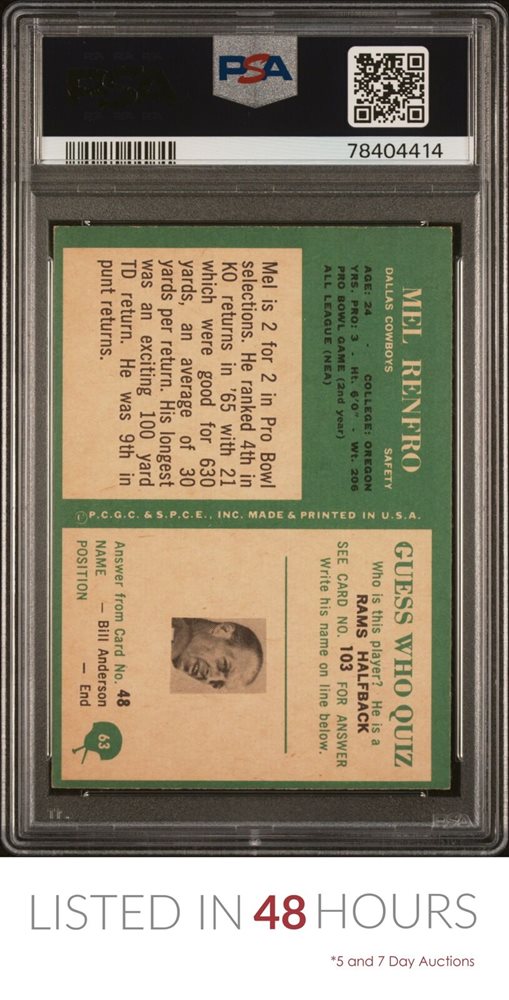 PSA
PSA
78404414
MEL RENFRO
DALLAS COWBOYS SAFETY
AGE: 24 - COLLEGE: OREGON
YRS. PRO: 3 - Ht. 6'0" - Wt. 206
PRO BOWL GAME (2nd year)
ALL LEAGUE (NEA)
Mel is 2 for 2 in Pro Bowl
selections. He ranked 4th in
KO returns in '65 with 21
which were good for 630
yards, an average of 30
yards per return. His longest
was an exciting 100 yard
TD return. He was 9th in
punt returns.
©P.C.G.C. & S.P.C.E., INC. MADE & PRINTED IN U.S.A.
GUESS WHO QUIZ
Who is this player? He is a
RAMS HALFBACK
SEE CARD NO. 103 FOR ANSWER
Write his name on line below.
Answer from Card No. 48
NAME — Bill Anderson
POSITION — End
63
PSA
LISTED IN 48 HOURS
*5 and 7 Day Auctions